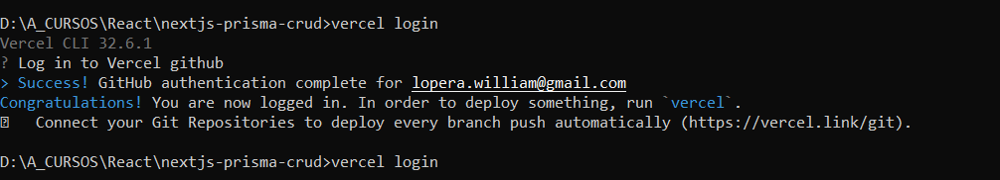 D:\A_CURSOS\React\nextjs-prisma-crud>vercel login
Vercel CLI 32.6.1
? Log in to Vercel github
> Success! GitHub authentication complete for lopera.william@gmail.com
Congratulations! You are now logged in. In order to deploy something, run `vercel`.
Connect your Git Repositories to deploy every branch push automatically (https://vercel.link/git).
D:\A_CURSOS\React\nextjs-prisma-crud>vercel login